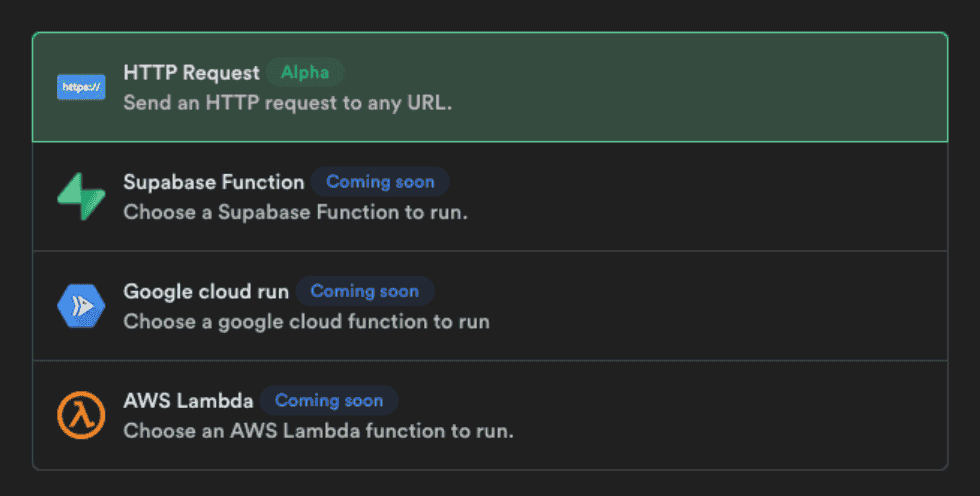 https://
HTTP Request Alpha
Send an HTTP request to any URL.
Supabase Function Coming soon
Choose a Supabase Function to run.
Google cloud run Coming soon
Choose a google cloud function to run
AWS Lambda Coming soon
Choose an AWS Lambda function to run.